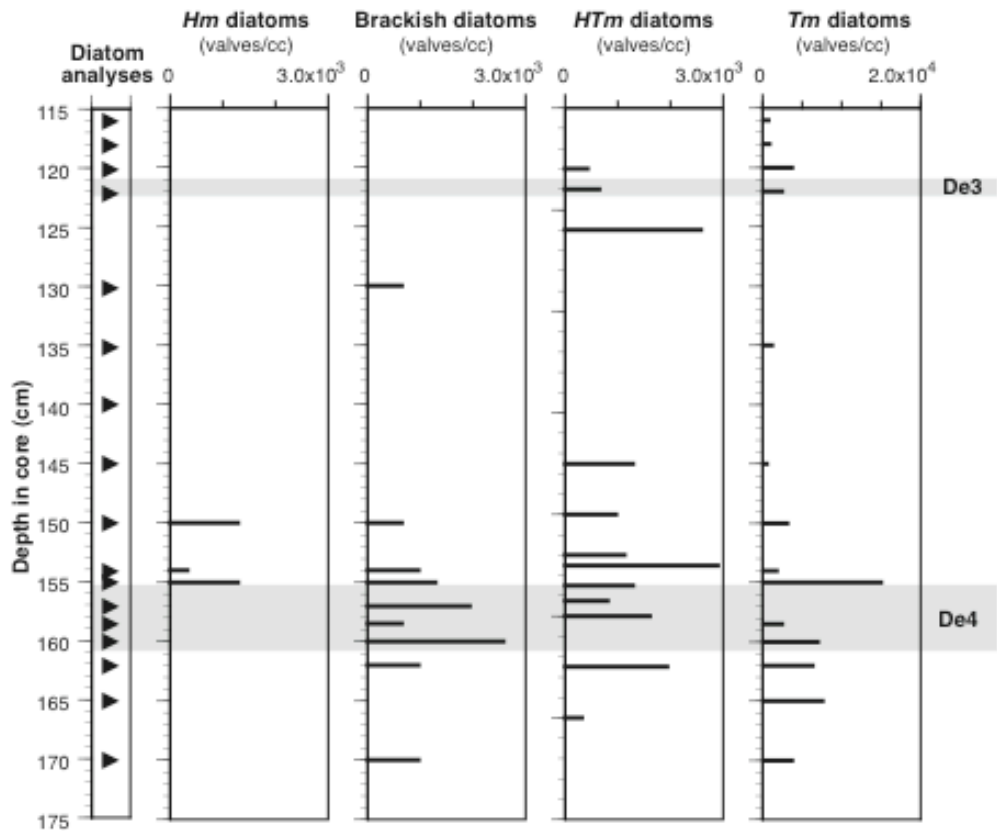 Hm diatoms Brackish diatoms HTm diatoms Tm diatoms
(valves/cc) (valves/cc) (valves/cc) (valves/cc)
Diatom
analyses 0 3.0x10³ 0 3.0x10³ 0 3.0x10³ 0 2.0x10⁴
115
120
De3
125
130
135
140
Depth in core (cm)
145
150
155
De4
160
165
170
175